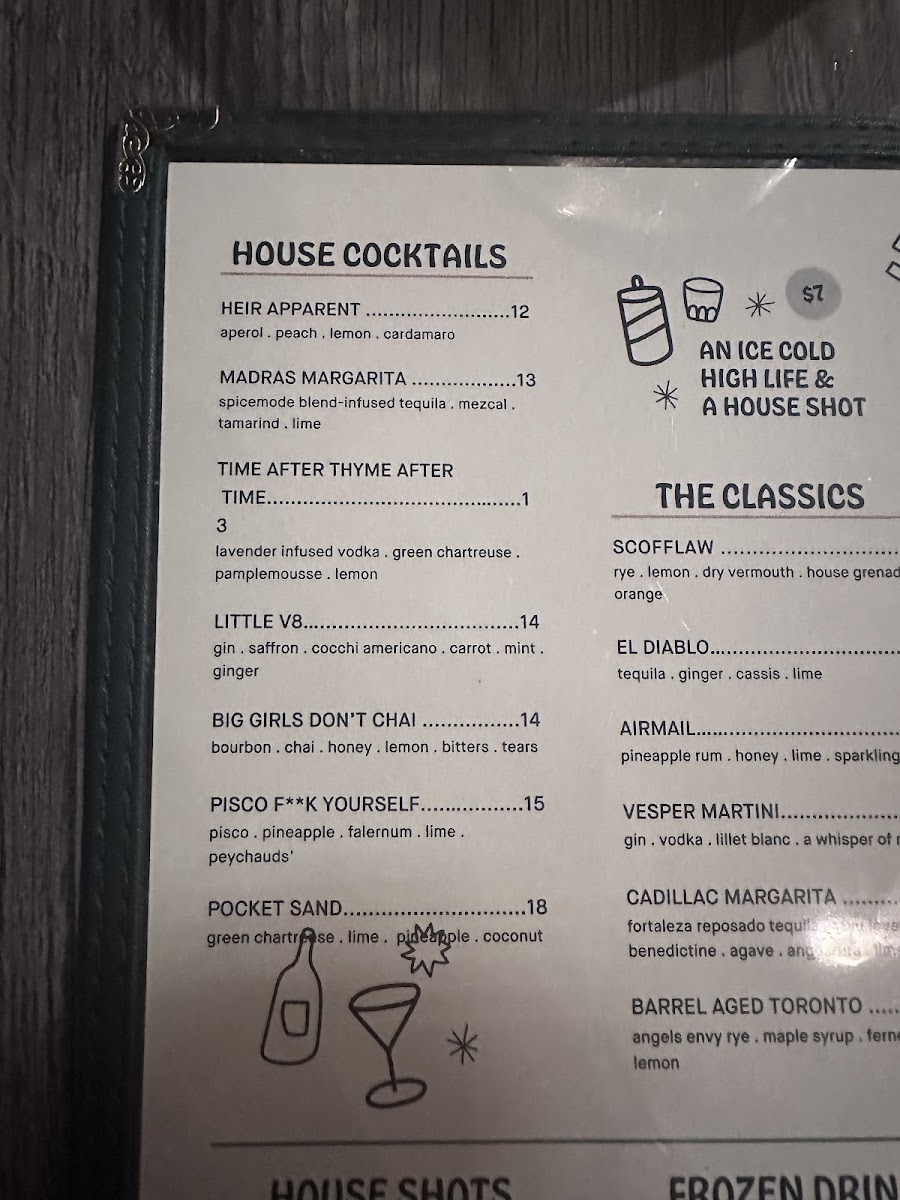 HOUSE COCKTAILS
HEIR APPARENT ........................12
aperol . peach . lemon . cardamaro
MADRAS MARGARITA .................13
spicemode blend-infused tequila . mezcal .
tamarind . lime
TIME AFTER THYME AFTER
TIME..........................................1
3
lavender infused vodka . green chartreuse .
pamplemousse . lemon
LITTLE V8....................................14
gin . saffron . cocchi americano . carrot . mint .
ginger
BIG GIRLS DON'T CHAI ................14
bourbon . chai . honey . lemon . bitters . tears
PISCO F**K YOURSELF.................15
pisco . pineapple . falernum . lime .
peychauds'
POCKET SAND..............................18
green chartreuse . lime . pineapple . coconut
$7
AN ICE COLD
HIGH LIFE &
A HOUSE SHOT
THE CLASSICS
SCOFFLAW ..............................
rye . lemon . dry vermouth . house
orange
EL DIABLO................................
tequila . ginger . cassis . lime
AIRMAIL...................................
pineapple rum . honey . lime . sparkling
VESPER MARTINI....................
gin . vodka . lillet blanc . a whisper of
CADILLAC MARGARITA .........
fortaleza reposado tequila
benedictine . agave .
BARREL AGED TORONTO .....
angels envy rye . maple syrup .
lemon
HOUSE SHOTS
FROZEN